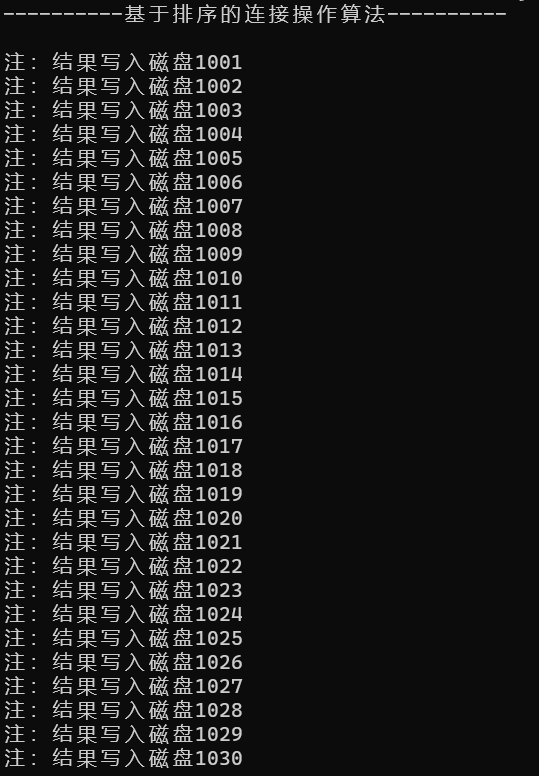 ----------基于排序的连接操作算法----------
注: 结果写入磁盘1001
注: 结果写入磁盘1002
注: 结果写入磁盘1003
注: 结果写入磁盘1004
注: 结果写入磁盘1005
注: 结果写入磁盘1006
注: 结果写入磁盘1007
注: 结果写入磁盘1008
注: 结果写入磁盘1009
注: 结果写入磁盘1010
注: 结果写入磁盘1011
注: 结果写入磁盘1012
注: 结果写入磁盘1013
注: 结果写入磁盘1014
注: 结果写入磁盘1015
注: 结果写入磁盘1016
注: 结果写入磁盘1017
注: 结果写入磁盘1018
注: 结果写入磁盘1019
注: 结果写入磁盘1020
注: 结果写入磁盘1021
注: 结果写入磁盘1022
注: 结果写入磁盘1023
注: 结果写入磁盘1024
注: 结果写入磁盘1025
注: 结果写入磁盘1026
注: 结果写入磁盘1027
注: 结果写入磁盘1028
注: 结果写入磁盘1029
注: 结果写入磁盘1030